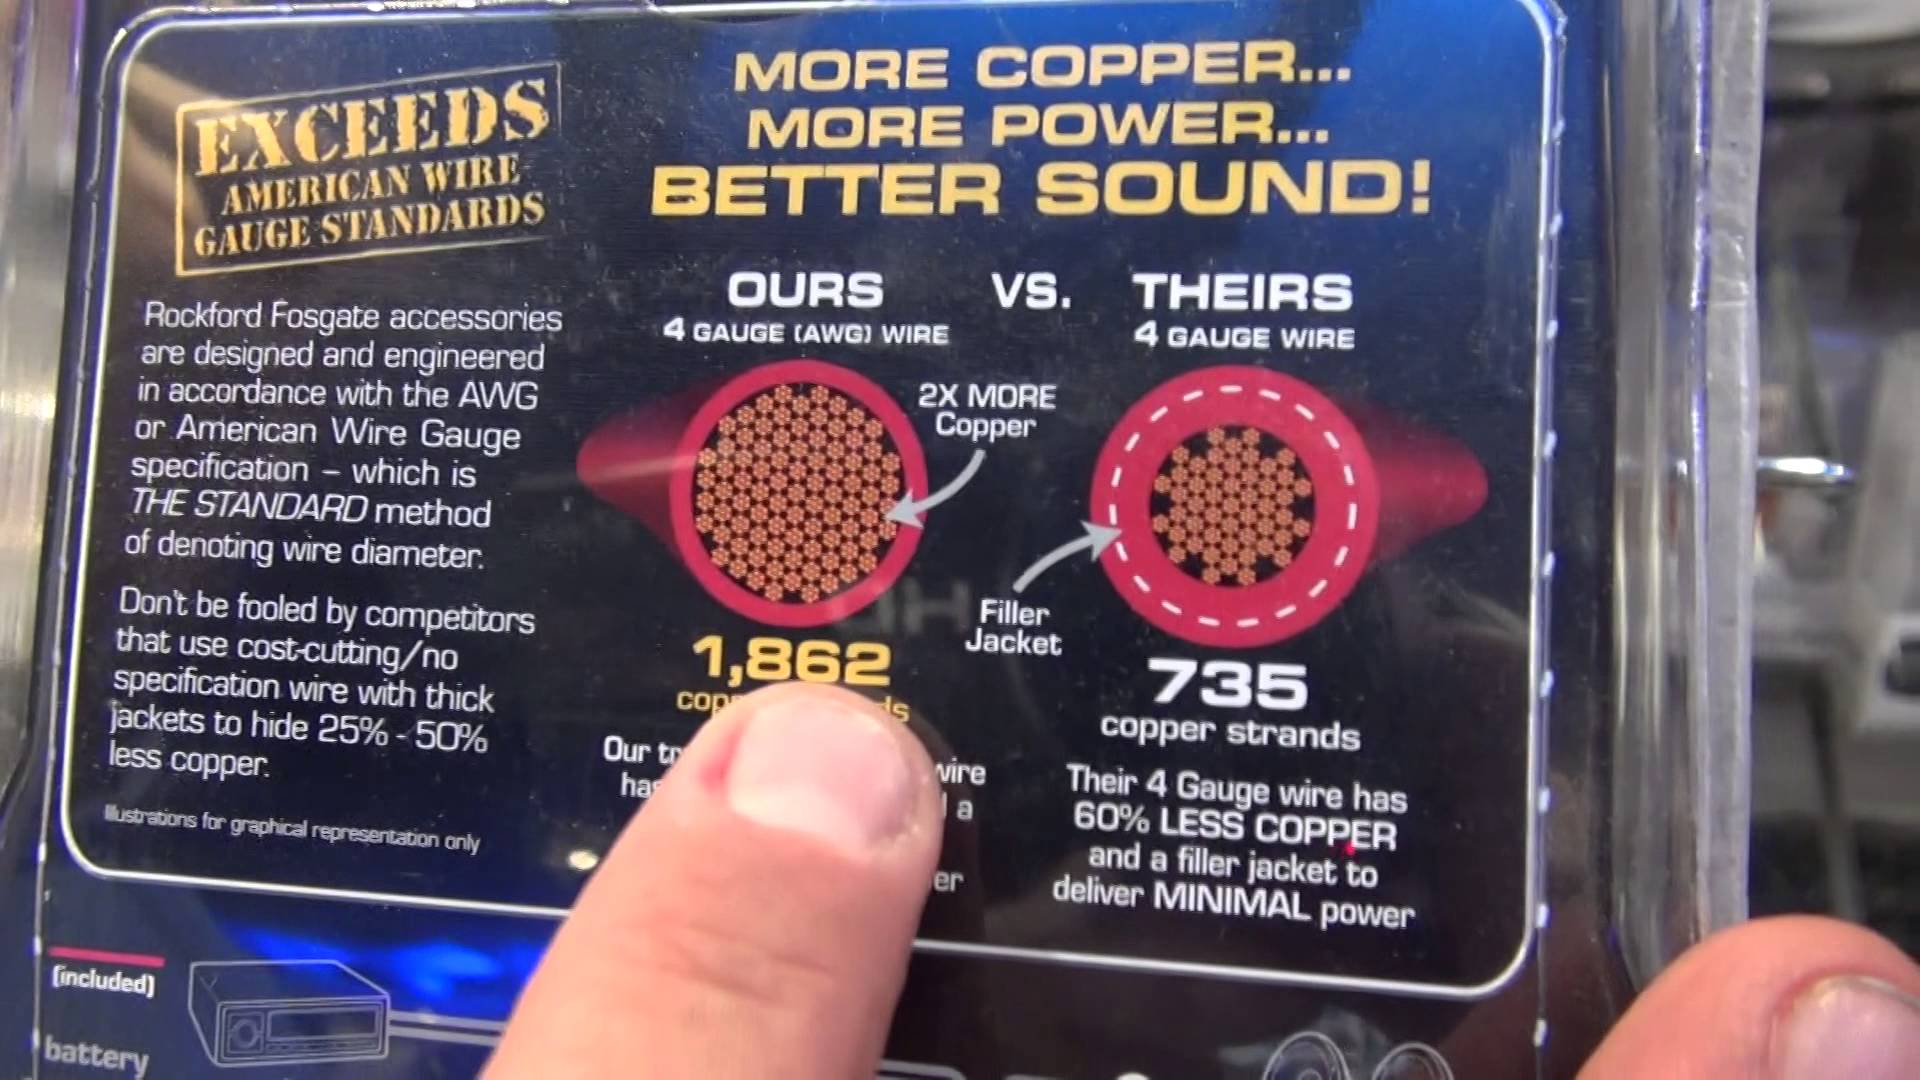 EXCEEDS
AMERICAN WIRE
GAUGE STANDARDS
Rockford Fosgate accessories
are designed and engineered
in accordance with the AWG
or American Wire Gauge
specification – which is
THE STANDARD method
of denoting wire diameter.
Don't be fooled by competitors
that use cost-cutting/no
specification wire with thick
jackets to hide 25% - 50%
less copper.
Illustrations for graphical representation only
MORE COPPER...
MORE POWER...
BETTER SOUND!
OURS VS. THEIRS
4 GAUGE (AWG) WIRE
4 GAUGE WIRE
2X MORE
Copper
Filler
Jacket
1,862
735
copper strands
Our
wire
a
Their 4 Gauge wire has
60% LESS COPPER
and a filler jacket to
deliver MINIMAL power
(included)
battery